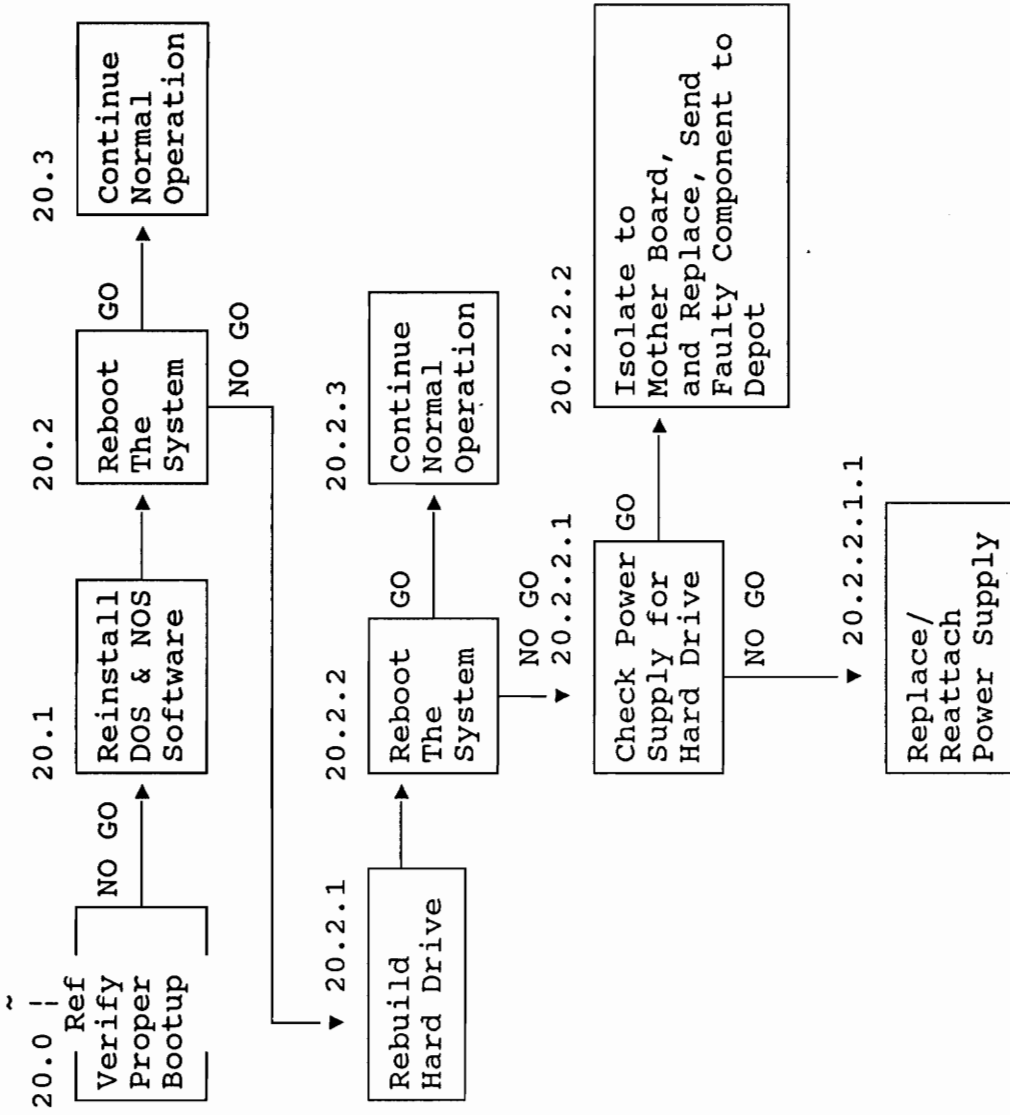 20.0
Ref
Verify
Proper
Bootup
NO GO
20.1
Reinstall
DOS & NOS
Software
20.2
Reboot
The
System
GO
NO GO
20.3
Continue
Normal
Operation
20.2.1
Rebuild
Hard Drive
20.2.2
Reboot
The
System
GO
NO GO
20.2.3
Continue
Normal
Operation
20.2.2.1
Check Power
Supply for
Hard Drive
GO
NO GO
20.2.2.2
Isolate to
Mother Board,
and Replace, Send
Faulty Component to
Depot
20.2.2.1.1
Replace/
Reattach
Power Supply